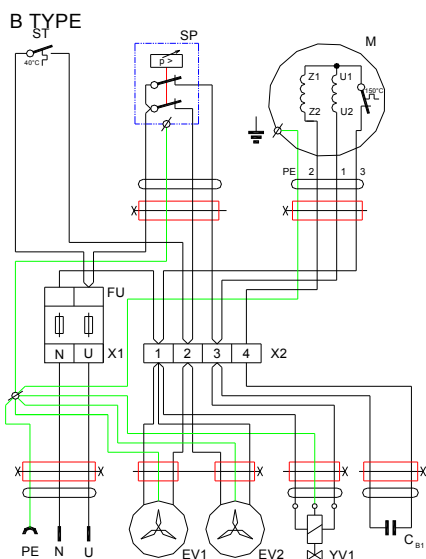 B TYPE
ST
40°C
SP
p >
M
Z1
U1
150°C
Z2
U2
PE
2
1
3
FU
N
U
X1
1
2
3
4
X2
PE
N
U
EV1
EV2
YV1
C B1